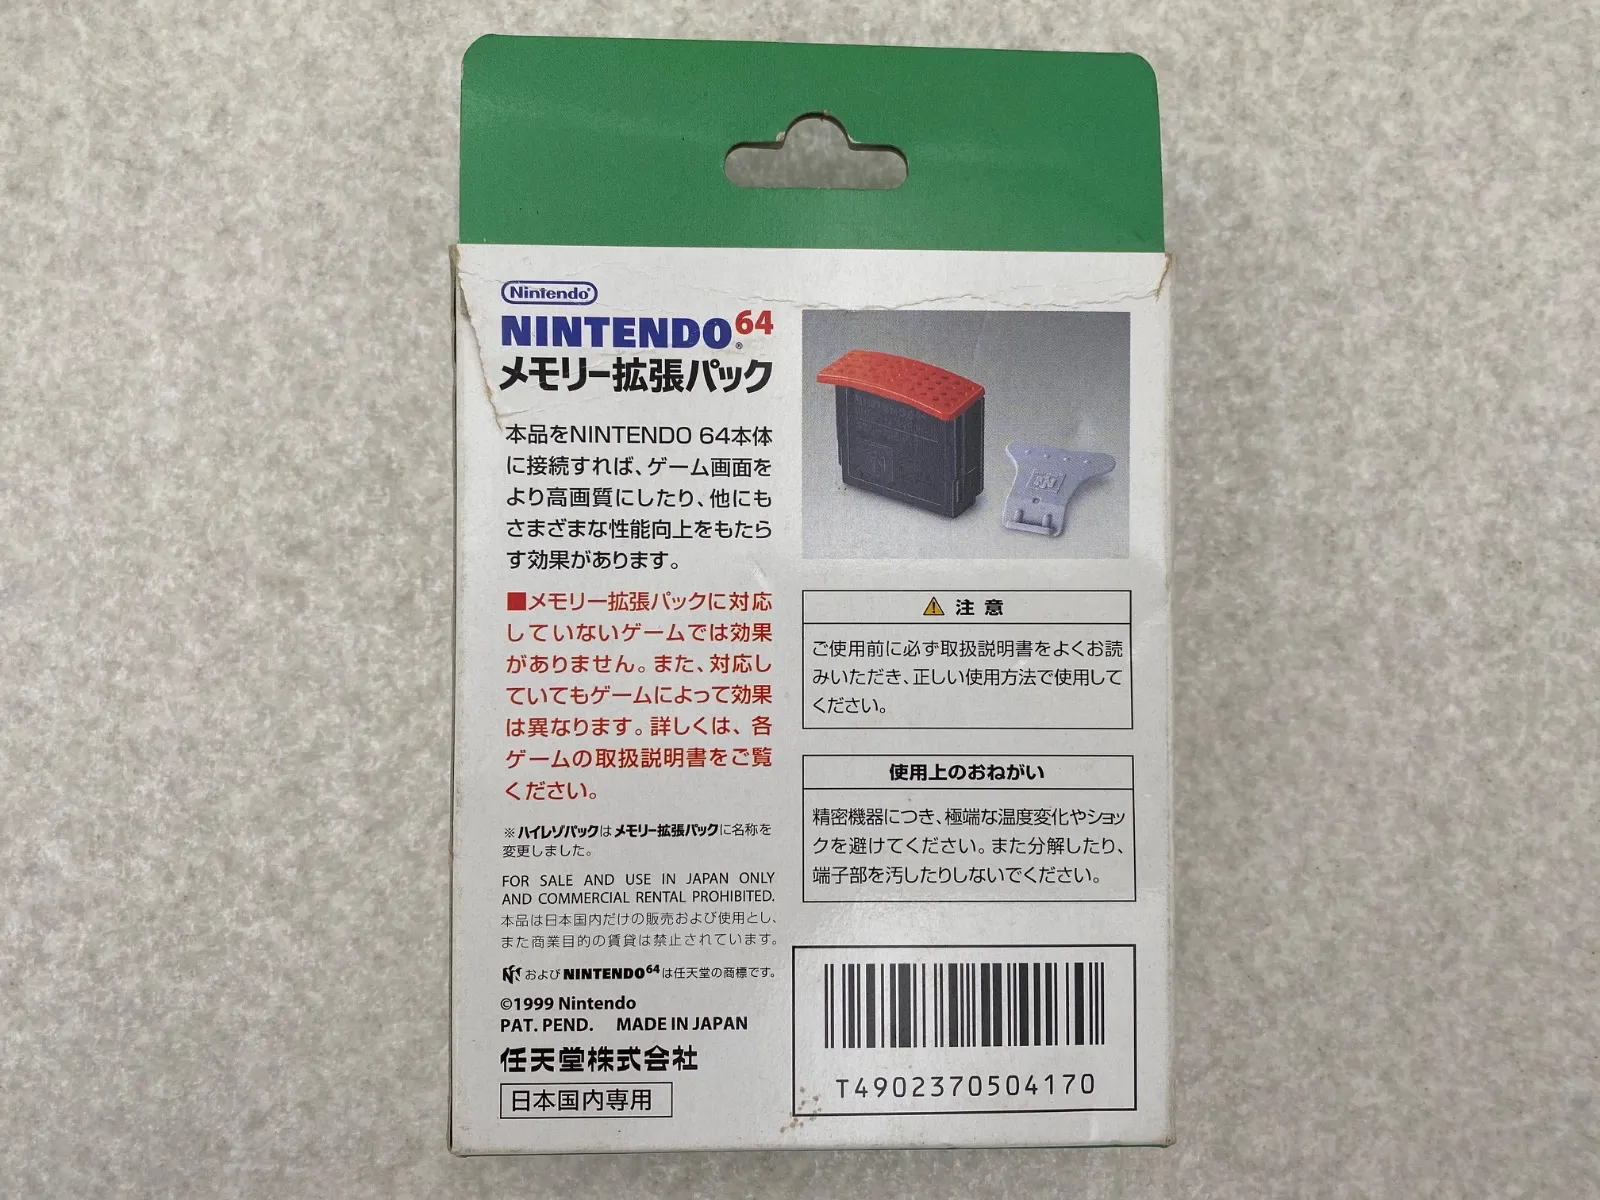 Nintendo
NINTENDO64
メモリー拡張パック
本品をNINTENDO 64本体
に接続すれば、ゲーム画面を
より高画質にしたり、他にも
さまざまな性能向上をもたら
す効果があります。
■メモリー拡張パックに対応
していないゲームでは効果
がありません。また、対応し
ていてもゲームによって効果
は異なります。詳しくは、各
ゲームの取扱説明書をご覧
ください。
※ハイレゾパックはメモリー拡張パックに名称を
変更しました。
FOR SALE AND USE IN JAPAN ONLY
AND COMMERCIAL RENTAL PROHIBITED.
本品は日本国内だけの販売および使用とし、
また商業目的の賃貸は禁止されています。
およびNINTENDO64は任天堂の商標です。
©1999 Nintendo
PAT. PEND. MADE IN JAPAN
任天堂株式会社
日本国内専用
⚠ 注意
ご使用前に必ず取扱説明書をよくお読
みいただき、正しい使用方法で使用して
ください。
使用上のおねがい
精密機器につき、極端な温度変化やショッ
クを避けてください。また分解したり、
端子部を汚したりしないでください。
T4902370504170